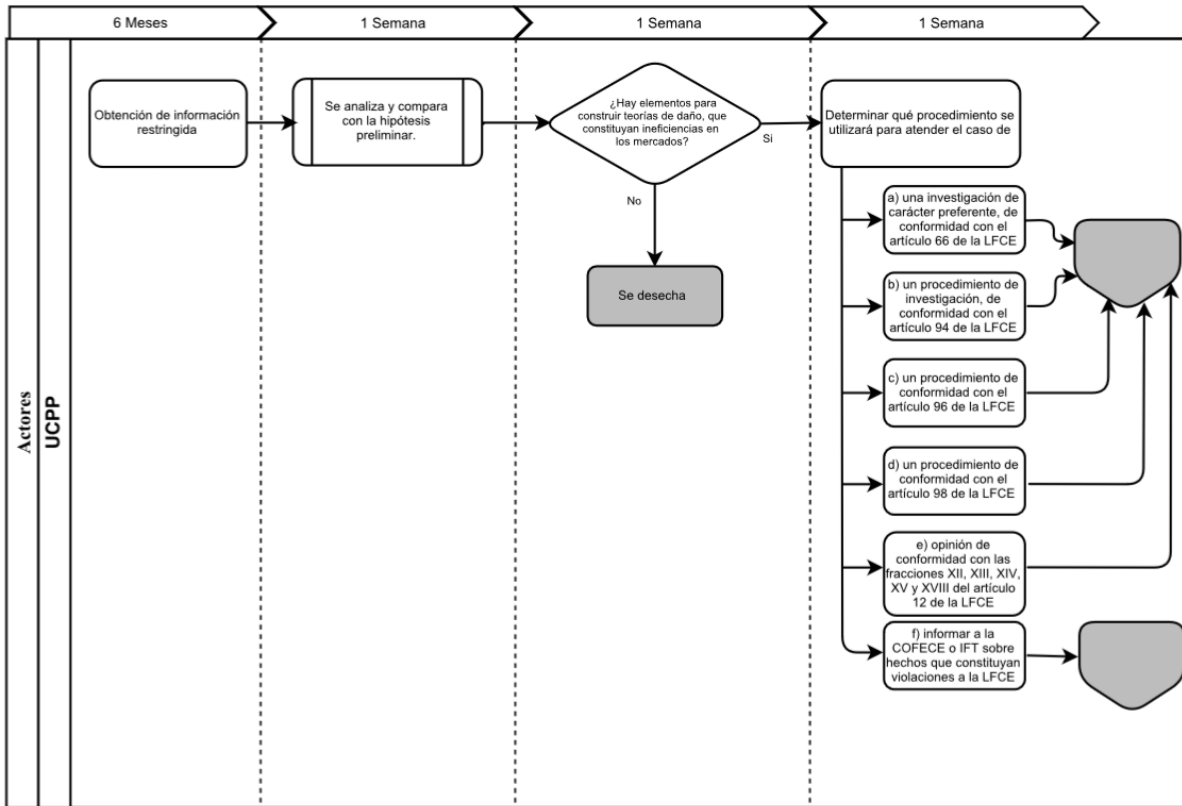 6 Meses
1 Semana
1 Semana
1 Semana
Actores
UCPP
Obtención de información
restringida
Se analiza y compara
con la hipótesis
preliminar.
¿Hay elementos para
construir teorías de daño, que
constituyan ineficiencias en
los mercados?
Si
No
Se desecha
Determinar qué procedimiento se
utilizará para atender el caso de
a) una investigación de
carácter preferente, de
conformidad con el
artículo 66 de la LFCE
b) un procedimiento de
investigación, de
conformidad con el
artículo 94 de la LFCE
c) un procedimiento de
conformidad con el
artículo 96 de la LFCE
d) un procedimiento de
conformidad con el
artículo 98 de la LFCE
e) opinión de
conformidad con las
fracciones XII, XIII, XIV,
XV y XVIII del artículo
12 de la LFCE
f) informar a la
COFECE o IFT sobre
hechos que constituyan
violaciones a la LFCE